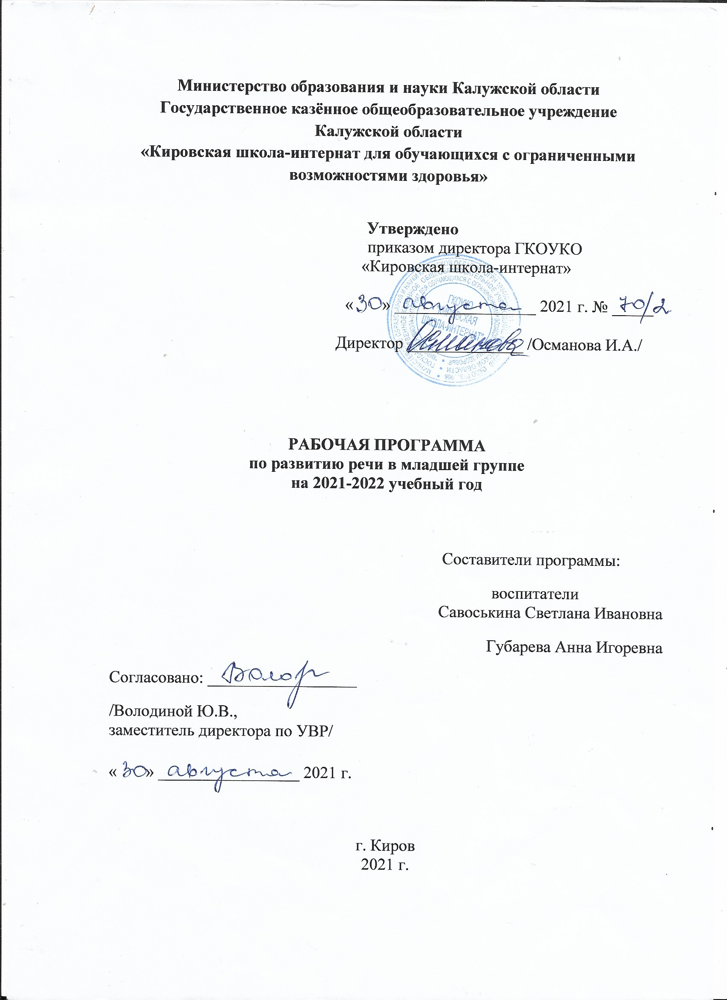 Министерство образования и науки Калужской области
Государственное казённое общеобразовательное учреждение
Калужской области
«Кировская школа-интернат для обучающихся с ограниченными
возможностями здоровья»
Утверждено
приказом директора ГКОУКО
«Кировская школа-интернат»
«30» августа 2021 г. № 70/2
ГКОУКО
КИРОВСКАЯ
ШКОЛА-ИНТЕРНАТ"
Директор /Османова И.А./
РАБОЧАЯ ПРОГРАММА
по развитию речи в младшей группе
на 2021-2022 учебный год
Составители программы:
воспитатели
Савоськина Светлана Ивановна
Губарева Анна Игоревна
Согласовано:
/Володиной Ю.В.,
заместитель директора по УВР/
«30» августа 2021 г.
г. Киров
2021 г.